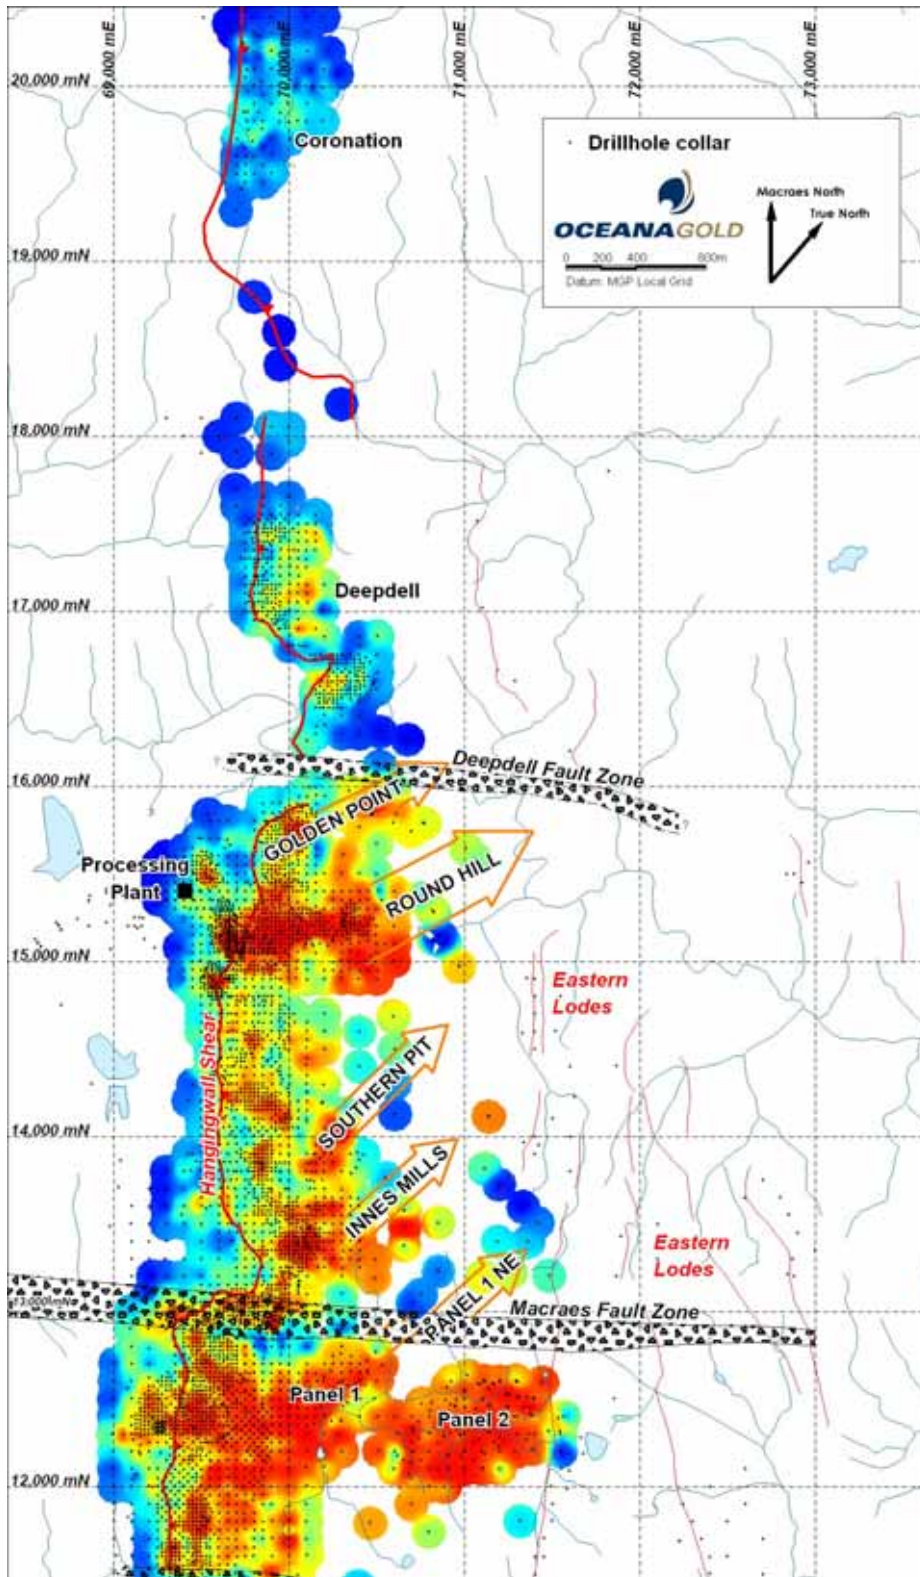 69,000 mE
70,000 mE
71,000 mE
72,000 mE
73,000 mE
20,000 mN
Coronation
Drillhole collar
OCEANAGOLD
Macraes North
True North
0 200 400 800m
Datum: MGP Local Grid
19,000 mN
18,000 mN
Deepdell
17,000 mN
Deepdell Fault Zone
?
?
16,000 mN
GOLDEN POINT
Processing
Plant
ROUND HILL
15,000 mN
Eastern
Lodes
Hangingwall Shear
SOUTHERN PIT
14,000 mN
INNES MILLS
Eastern
Lodes
PANEL 1 NE
13,000 mN
Macraes Fault Zone
Panel 1
Panel 2
12,000 mN